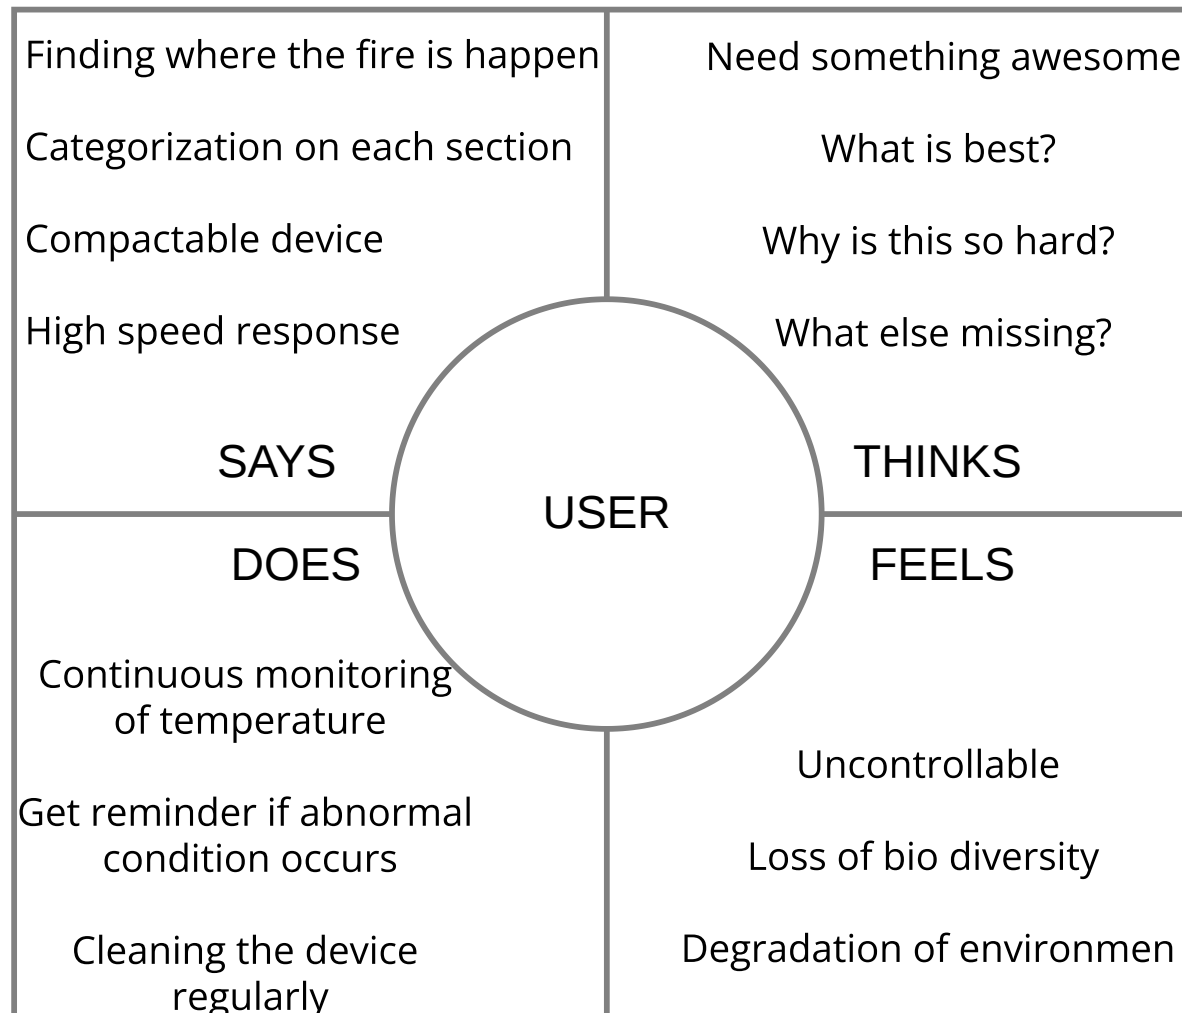 Finding where the fire is happen
Categorization on each section
Compactable device
High speed response
SAYS
Need something awesome
What is best?
Why is this so hard?
What else missing?
THINKS
USER
DOES
Continuous monitoring
of temperature
Get reminder if abnormal
condition occurs
Cleaning the device
regularly
FEELS
Uncontrollable
Loss of bio diversity
Degradation of environmen